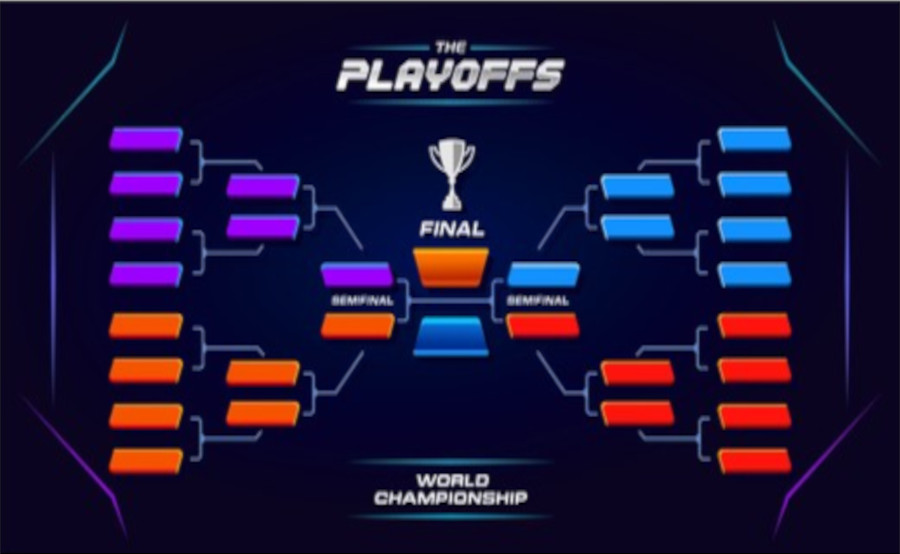 THE
PLAYOFFS
FINAL
SEMIFINAL
SEMIFINAL
WORLD
CHAMPIONSHIP